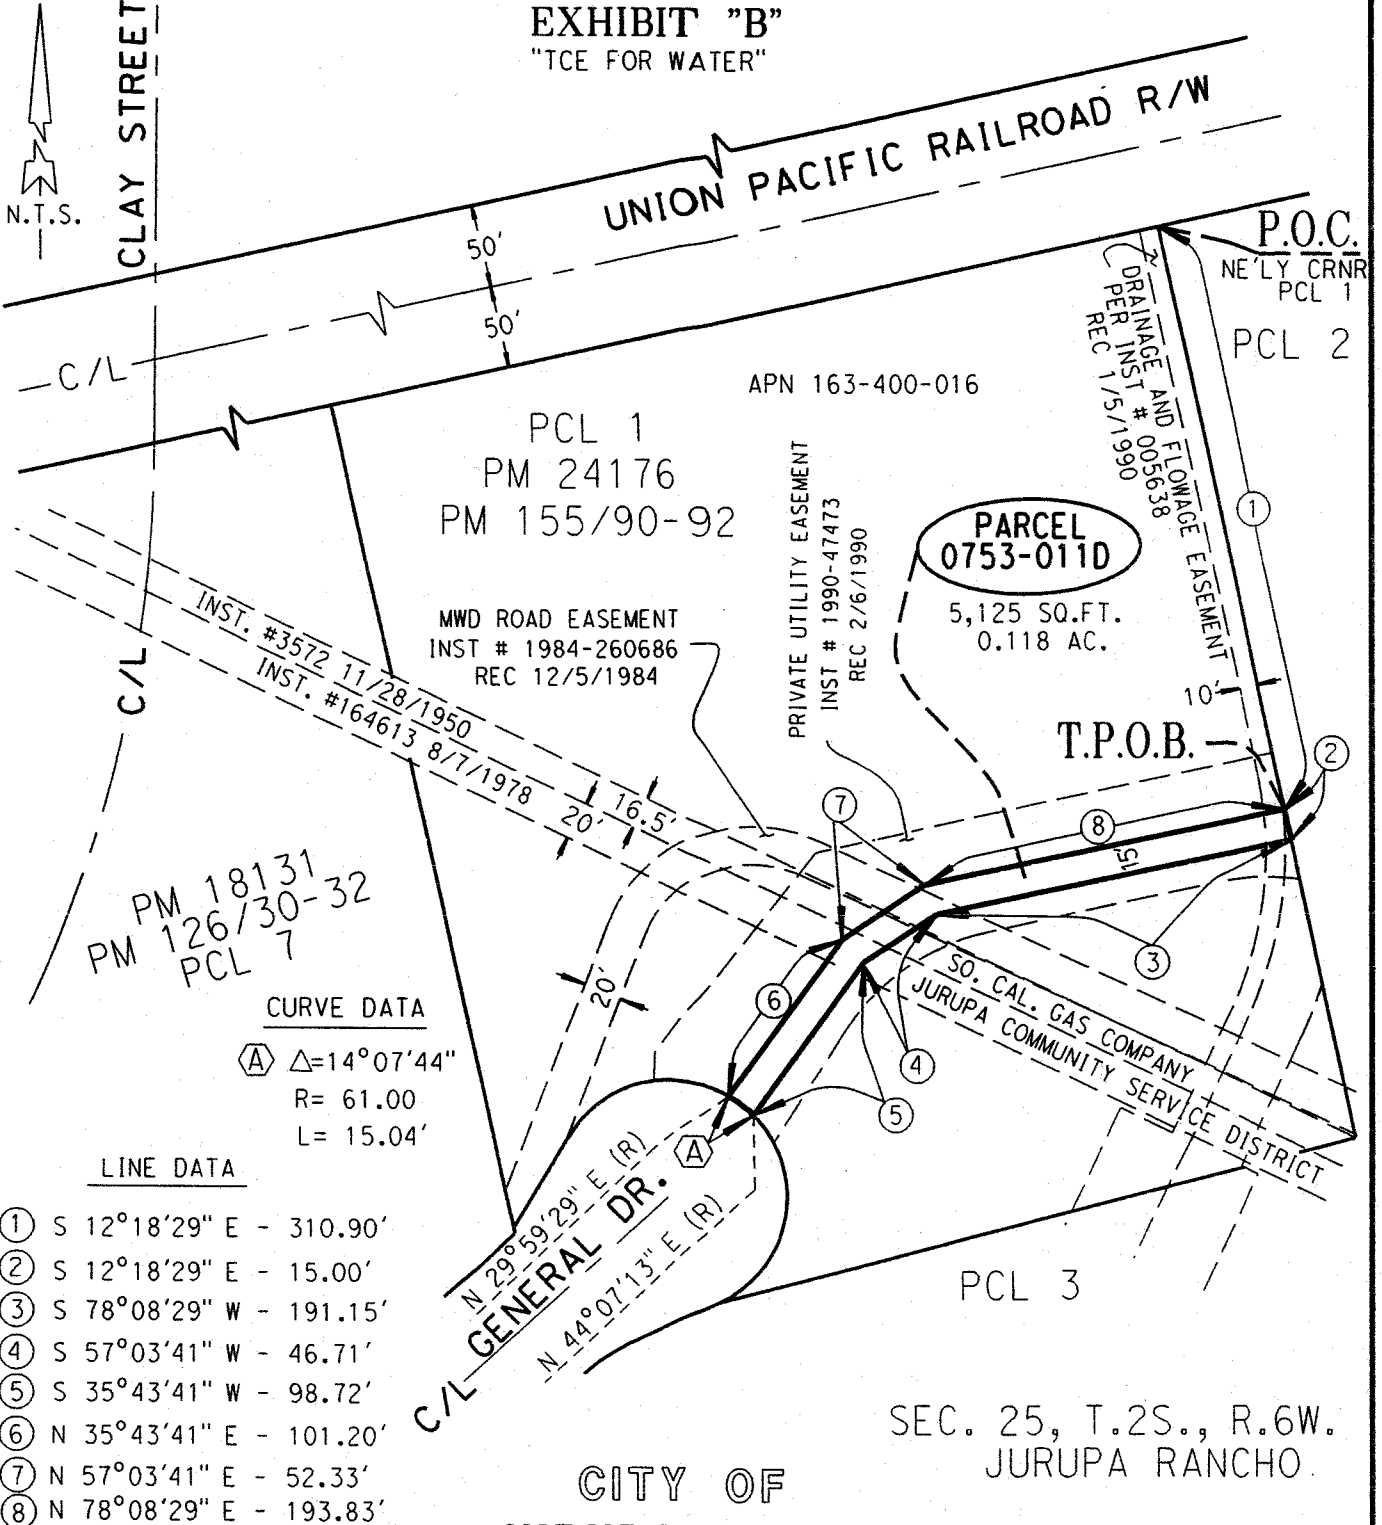 EXHIBIT "B"
"TCE FOR WATER"
CLAY STREET
N.T.S.
UNION PACIFIC RAILROAD R/W
50'
50'
C/L
P.O.C.
NE'LY CRNR
PCL 1
PCL 2
DRAINAGE AND FLOWAGE EASEMENT
PER INST # 005638
REC 1/5/1990
APN 163-400-016
PCL 1
PM 24176
PM 155/90-92
PRIVATE UTILITY EASEMENT
INST # 1990-47473
REC 2/6/1990
1
PARCEL
0753-011D
5,125 SQ.FT.
0.118 AC.
MWD ROAD EASEMENT
INST # 1984-260686
REC 12/5/1984
INST. #3572 11/28/1950
INST. #164613 8/7/1978
C/L
10'
T.P.O.B.
2
16.5'
20'
7
8
15'
PM 18131
PM 126/30-32
PCL 7
20'
6
3
SO. CAL. GAS COMPANY
JURUPA COMMUNITY SERVICE DISTRICT
4
5
CURVE DATA
A Δ=14°07'44"
R= 61.00
L= 15.04'
A
N 29°59'29" E (R)
GENERAL DR.
N 44°07'13" E (R)
C/L
PCL 3
LINE DATA
1 S 12°18'29" E - 310.90'
2 S 12°18'29" E - 15.00'
3 S 78°08'29" W - 191.15'
4 S 57°03'41" W - 46.71'
5 S 35°43'41" W - 98.72'
6 N 35°43'41" E - 101.20'
7 N 57°03'41" E - 52.33'
8 N 78°08'29" E - 193.83'
SEC. 25, T.2S., R.6W.
JURUPA RANCHO
CITY OF